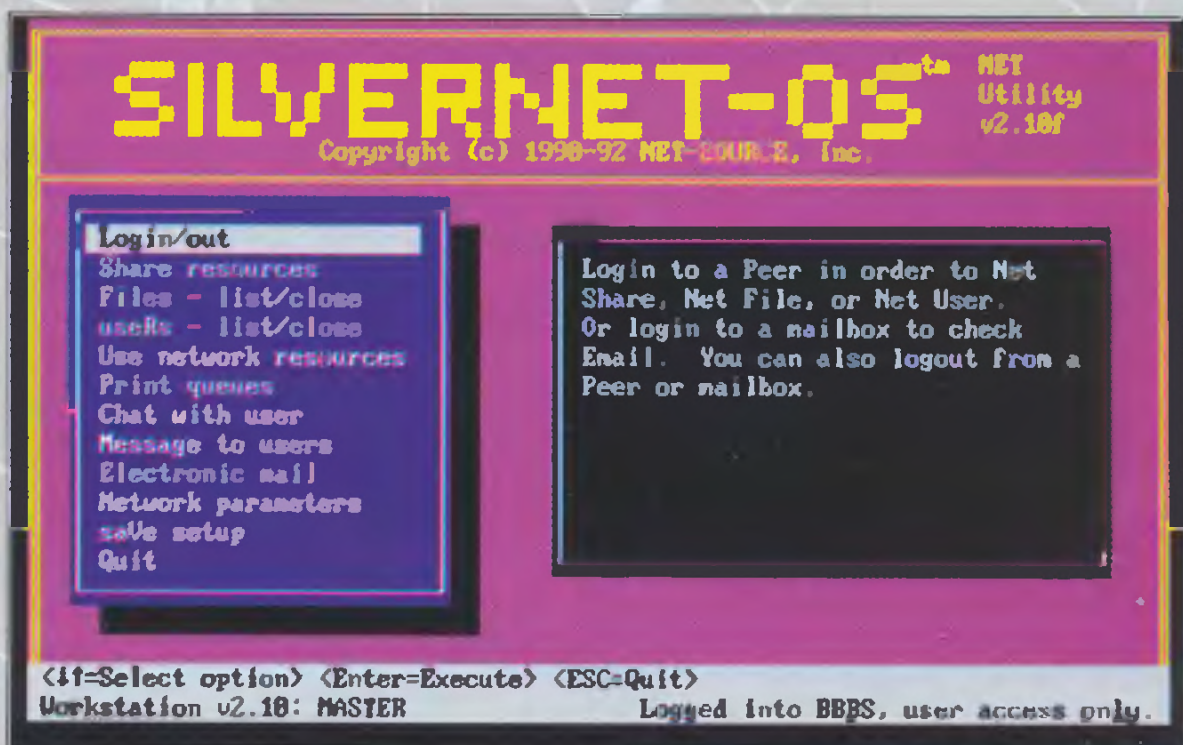 SILVERNET-OS™
NET
Utility
v2.10f
Copyright (c) 1990-92 NET-SOURCE, Inc.
Login/out
Share resources
Files - list/close
useRs - list/close
Use network resources
Print queues
Chat with user
Message to users
Electronic mail
Network parameters
saVe setup
Quit
Login to a Peer in order to Net
Share, Net File, or Net User.
Or login to a mailbox to check
Email. You can also logout from a
Peer or mailbox.
<↓↑=Select option> <Enter=Execute> <ESC=Quit>
Workstation v2.10: MASTER
Logged into BBBS, user access only.